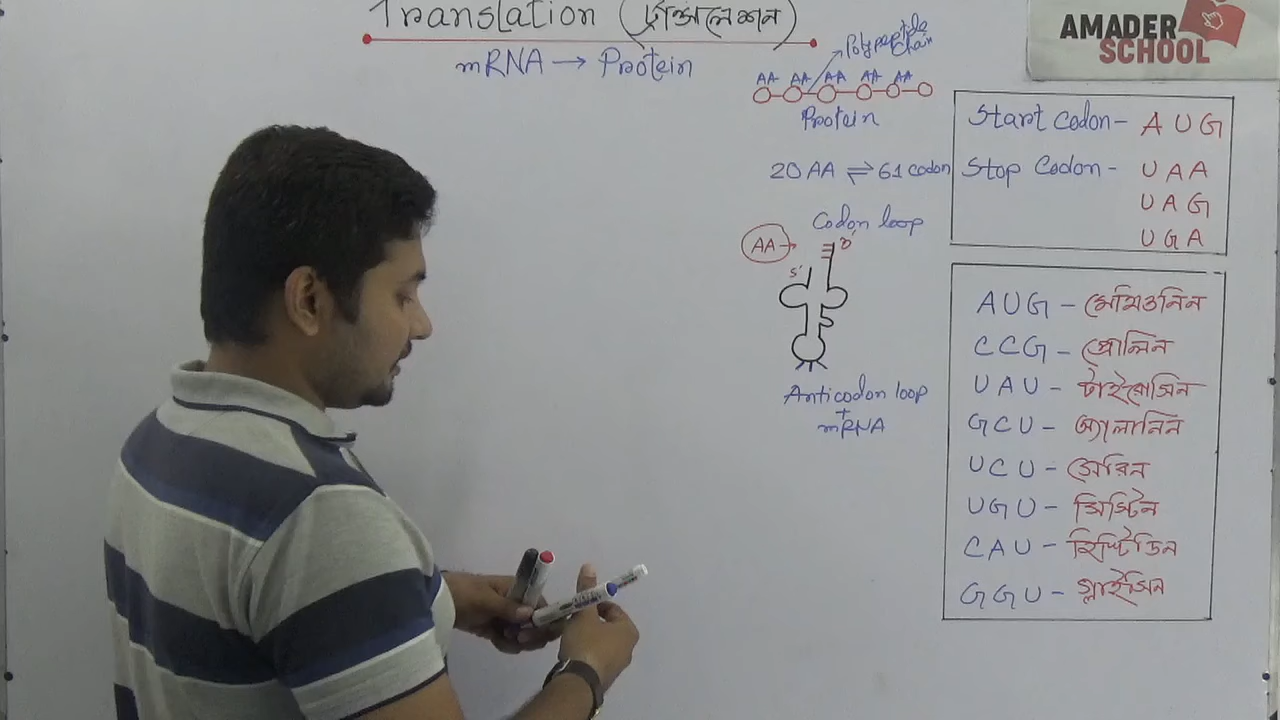 Translation (ট্রান্সলেশন)
mRNA → Protein
Polypeptide
chain
AA AA AA AA AA
Protein
20 AA ⇌ 61 codon
Codon loop
AA → 3'
5'
Anticodon loop
+
mRNA
AMADER
SCHOOL
Start Codon - AUG
Stop Codon - UAA
UAG
UGA
AUG - মেথিওনিন
CCG - প্রোলিন
UAU - টাইরোসিন
GCU - অ্যালানিন
UCU - সেরিন
UGU - সিস্টিন
CAU - হিস্টিডিন
GGU - গ্লাইসিন